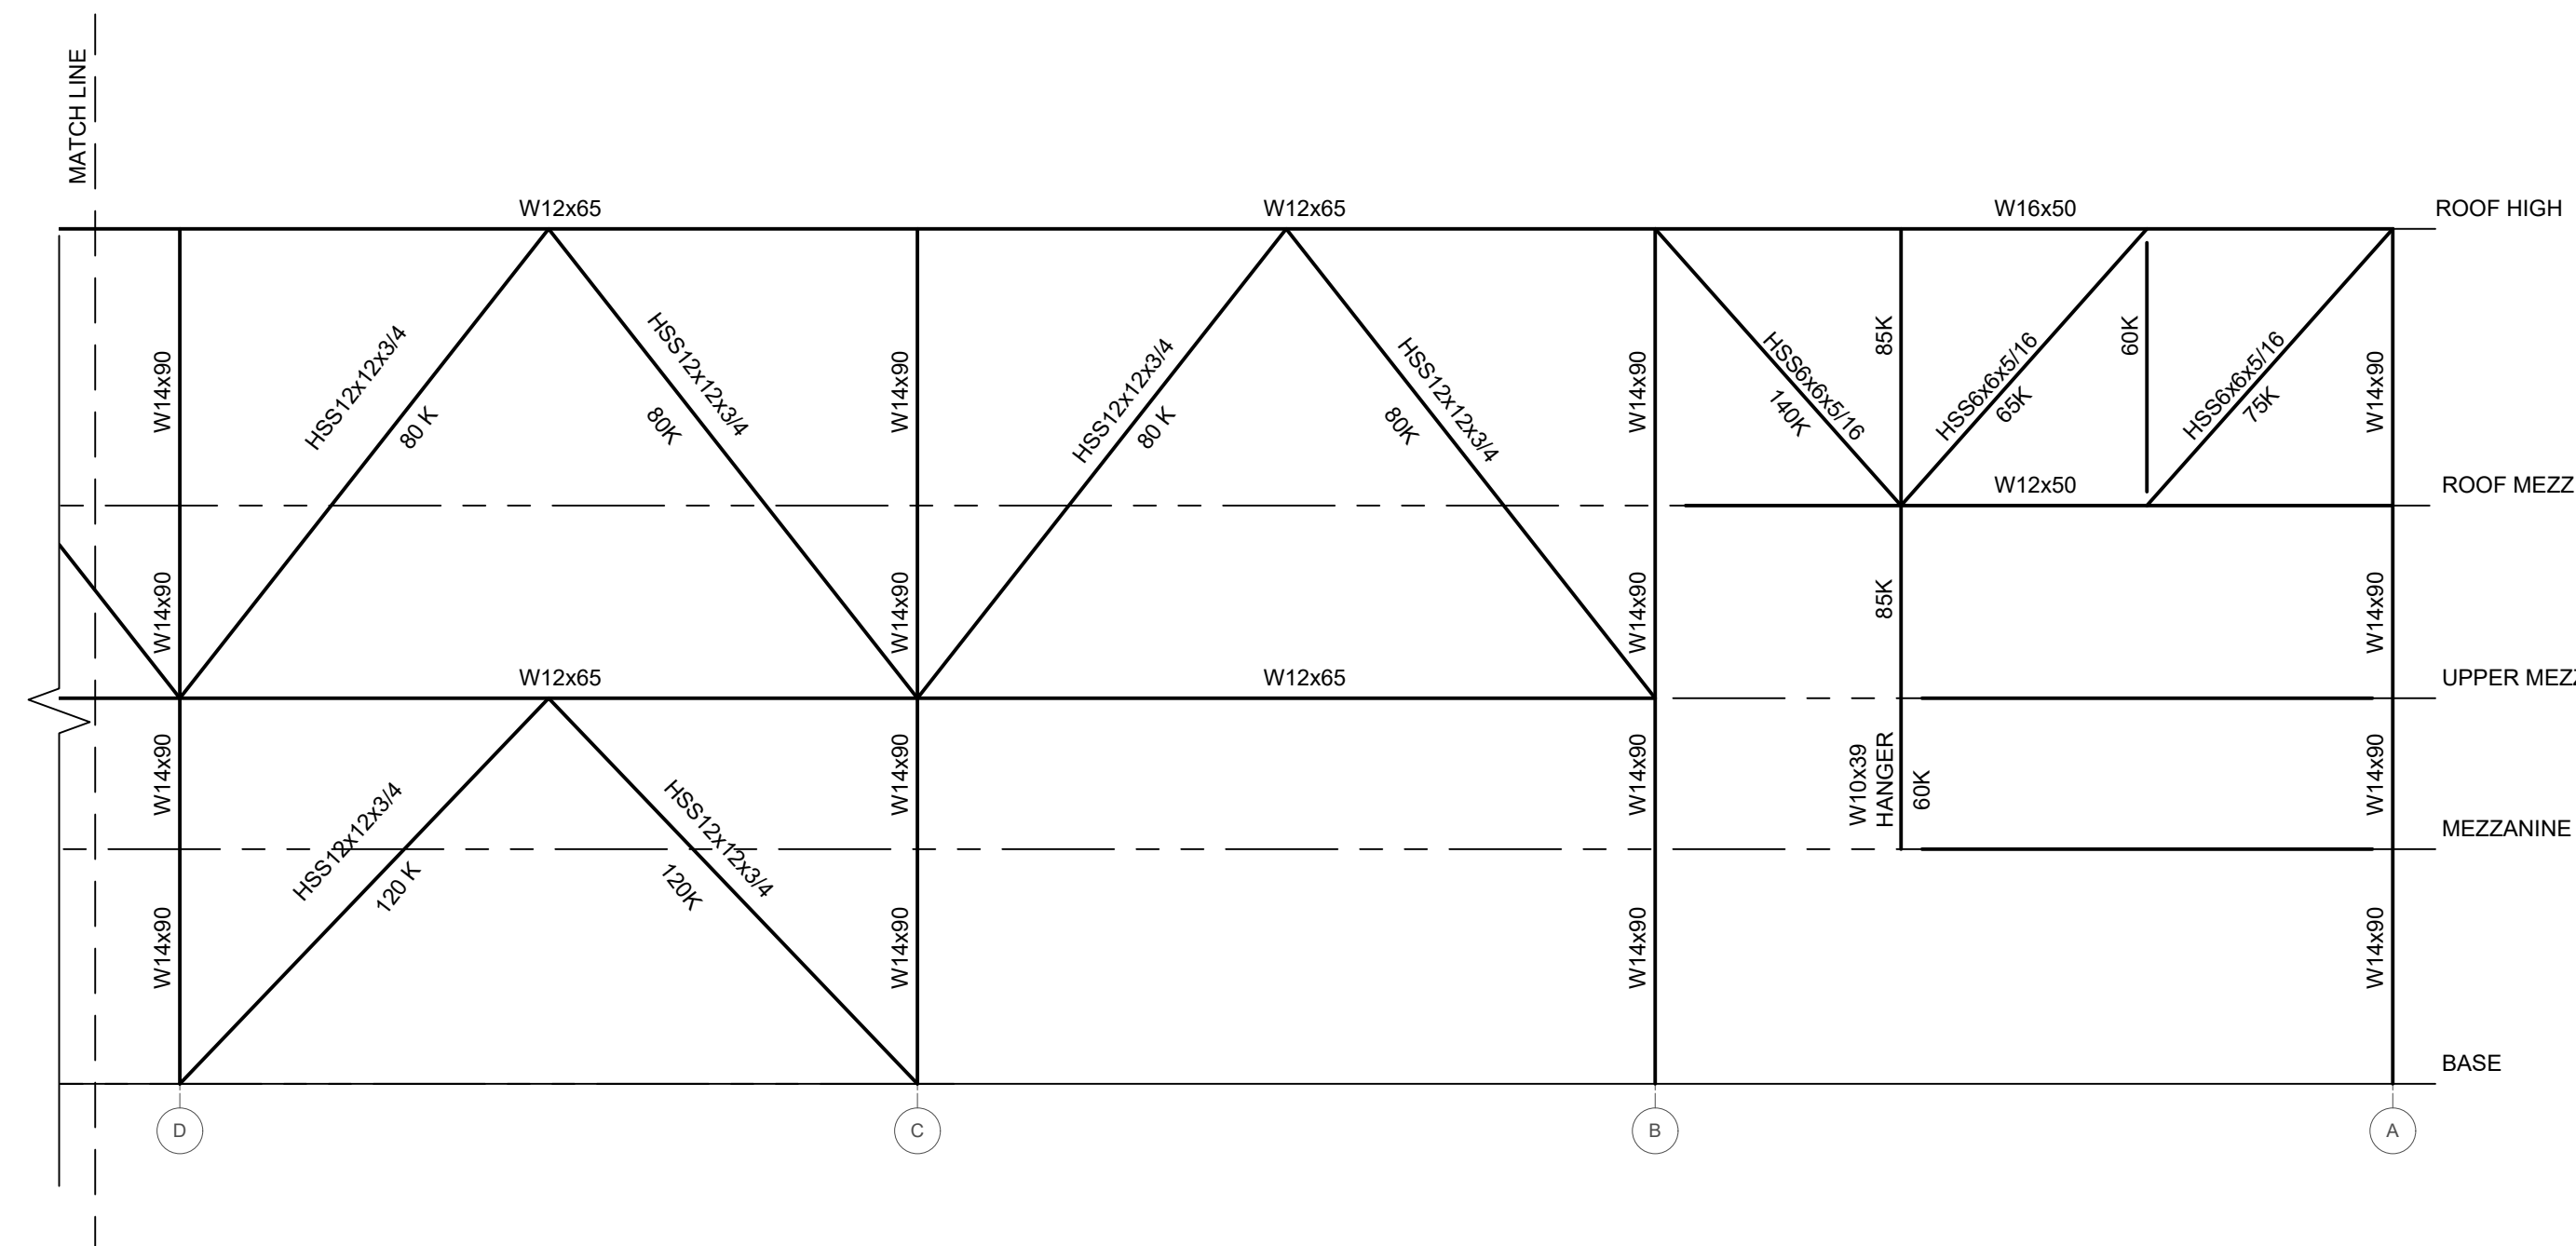 MATCH LINE
W12x65
W12x65
W16x50
ROOF HIGH
W14x90
HSS12x12x3/4
80 K
HSS12x12x3/4
80K
W14x90
HSS12x12x3/4
80 K
HSS12x12x3/4
80K
W14x90
HSS6x6x5/16
140K
85K
HSS6x6x5/16
65K
60K
HSS6x6x5/16
75K
W14x90
W12x50
ROOF MEZZ
W14x90
W14x90
W14x90
85K
W14x90
W12x65
W12x65
UPPER MEZZ
W14x90
HSS12x12x3/4
120 K
HSS12x12x3/4
120K
W14x90
W14x90
W10x39
HANGER
60K
W14x90
MEZZANINE
W14x90
W14x90
W14x90
W14x90
BASE
D
C
B
A